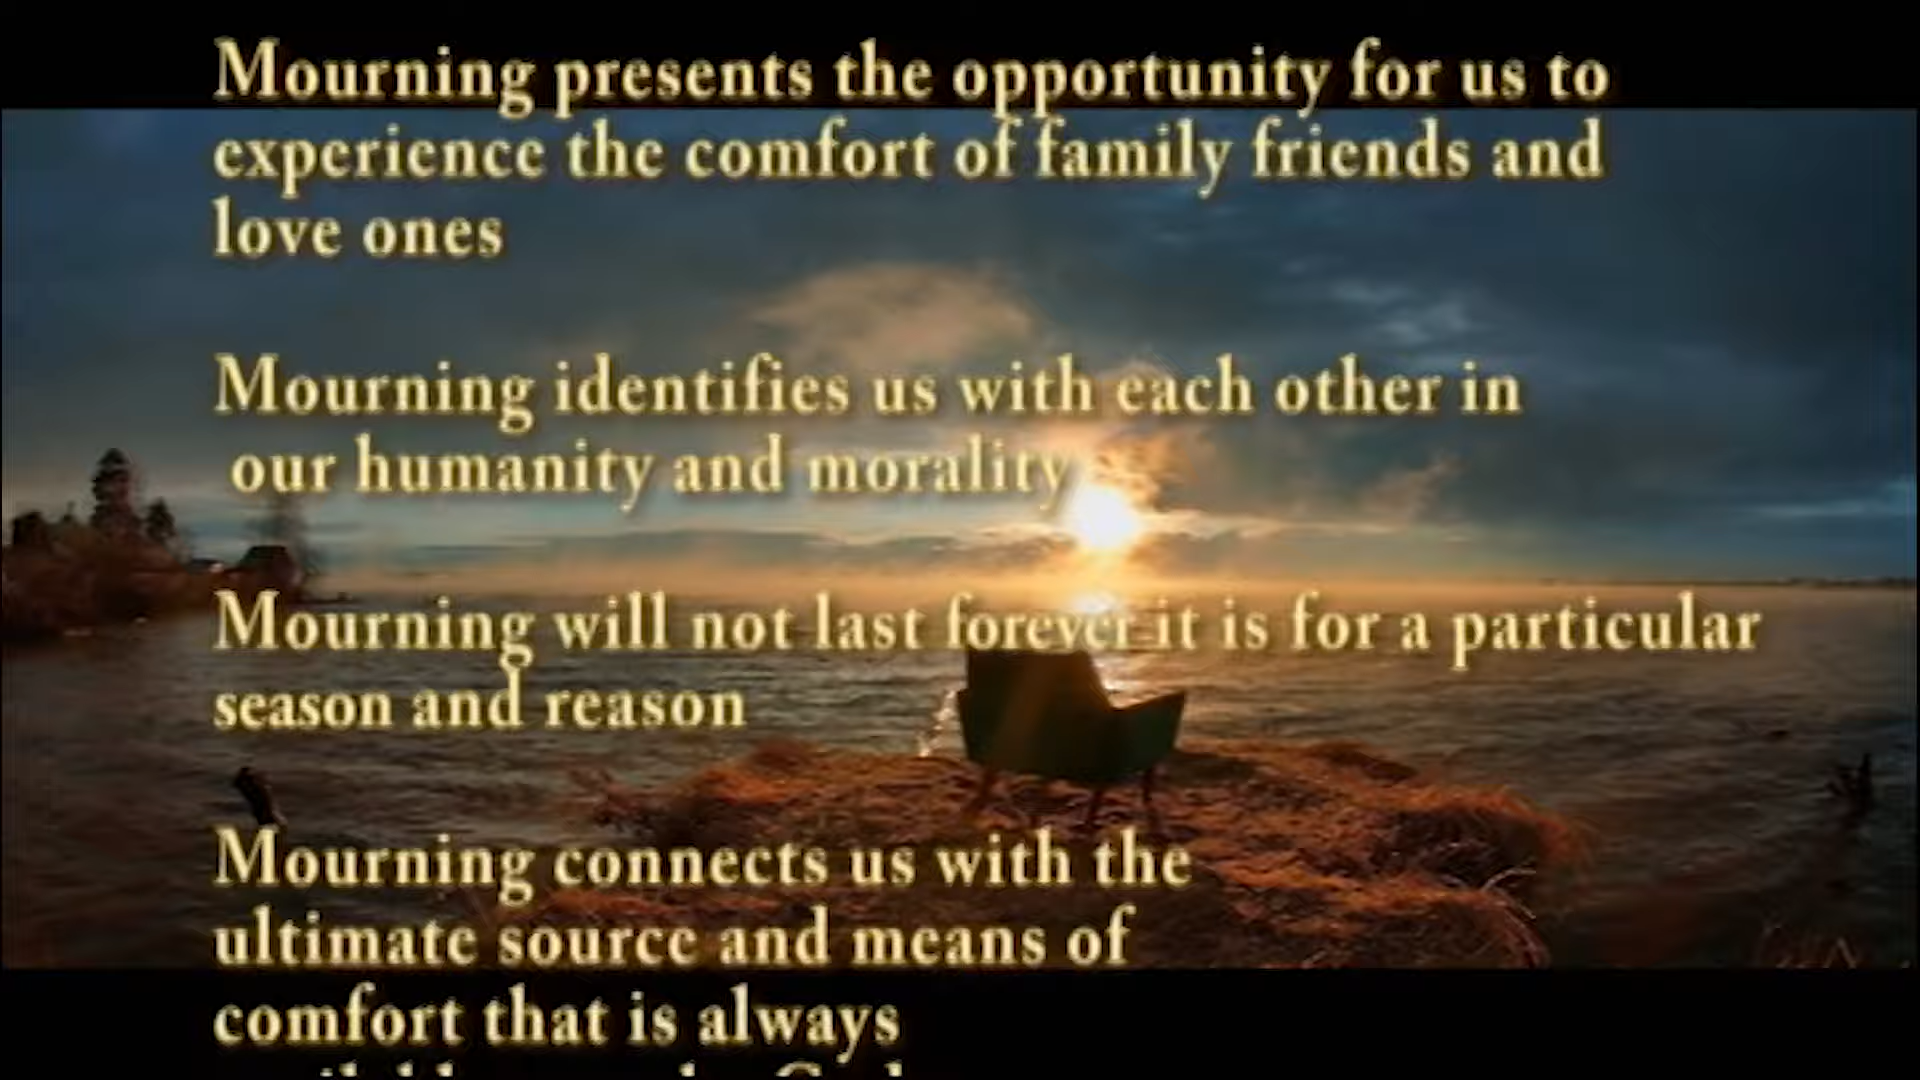 Mourning presents the opportunity for us to
experience the comfort of family friends and
love ones
Mourning identifies us with each other in
our humanity and morality
Mourning will not last forever it is for a particular
season and reason
Mourning connects us with the
ultimate source and means of
comfort that is always